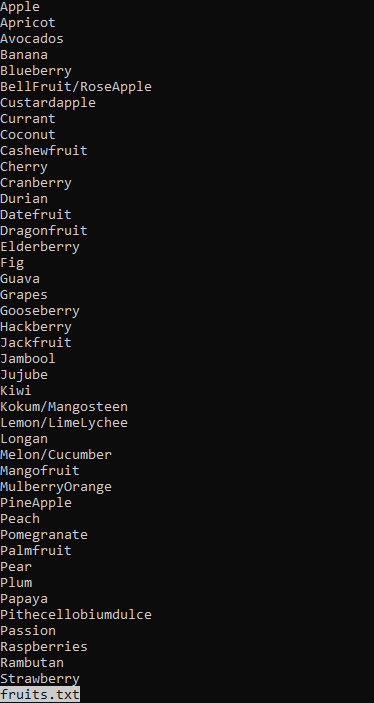 Apple
Apricot
Avocados
Banana
Blueberry
BellFruit/RoseApple
Custardapple
Currant
Coconut
Cashewfruit
Cherry
Cranberry
Durian
Datefruit
Dragonfruit
Elderberry
Fig
Guava
Grapes
Gooseberry
Hackberry
Jackfruit
Jambool
Jujube
Kiwi
Kokum/Mangosteen
Lemon/LimeLychee
Longan
Melon/Cucumber
Mangofruit
MulberryOrange
PineApple
Peach
Pomegranate
Palmfruit
Pear
Plum
Papaya
Pithecellobiumdulce
Passion
Raspberries
Rambutan
Strawberry
fruits.txt